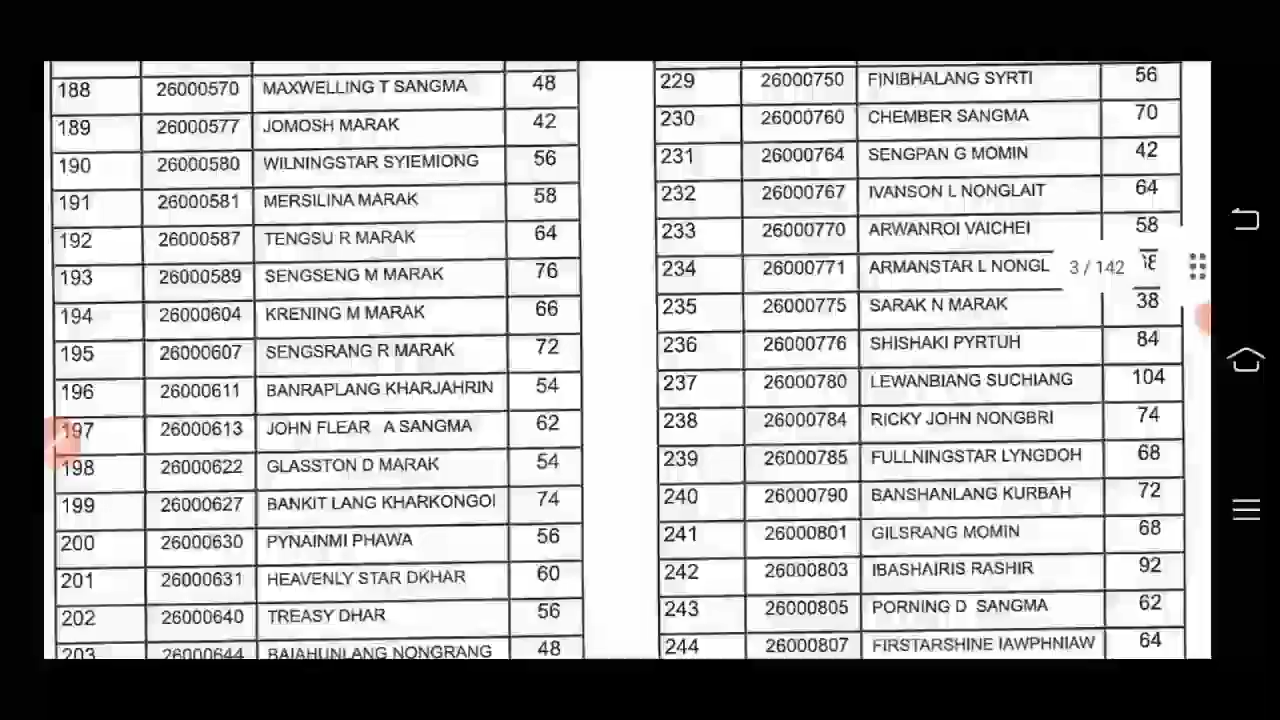 188 26000570 MAXWELLING T SANGMA 48
189 26000577 JOMOSH MARAK 42
190 26000580 WILNINGSTAR SYIEMIONG 56
191 26000581 MERSILINA MARAK 58
192 26000587 TENGSU R MARAK 64
193 26000589 SENGSENG M MARAK 76
194 26000604 KRENING M MARAK 66
195 26000607 SENGSRANG R MARAK 72
196 26000611 BANRAPLANG KHARJAHRIN 54
197 26000613 JOHN FLEAR A SANGMA 62
198 26000622 GLASSTON D MARAK 54
199 26000627 BANKIT LANG KHARKONGOI 74
200 26000630 PYNAINMI PHAWA 56
201 26000631 HEAVENLY STAR DKHAR 60
202 26000640 TREASY DHAR 56
203 26000644 BAIAHUNLANG NONGRANG 48
229 26000750 FINIBHALANG SYRTI 56
230 26000760 CHEMBER SANGMA 70
231 26000764 SENGPAN G MOMIN 42
232 26000767 IVANSON L NONGLAIT 64
233 26000770 ARWANROI VAICHEI 58
234 26000771 ARMANSTAR L NONGL
3 / 142
235 26000775 SARAK N MARAK 38
236 26000776 SHISHAKI PYRTUH 84
237 26000780 LEWANBIANG SUCHIANG 104
238 26000784 RICKY JOHN NONGBRI 74
239 26000785 FULLNINGSTAR LYNGDOH 68
240 26000790 BANSHANLANG KURBAH 72
241 26000801 GILSRANG MOMIN 68
242 26000803 IBASHAIRIS RASHIR 92
243 26000805 PORNING D SANGMA 62
244 26000807 FIRSTARSHINE IAWPHNIAW 64